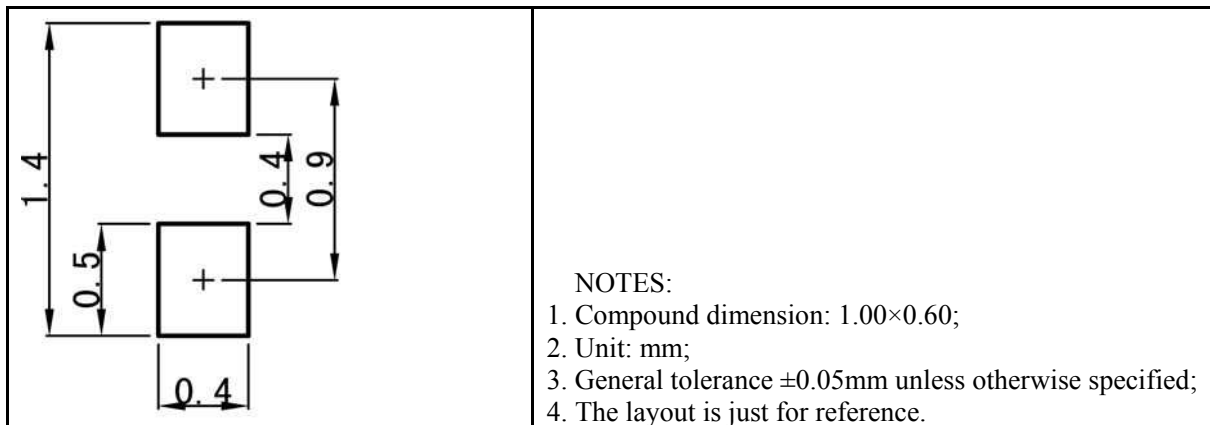 1.4
0.4
0.9
0.5
0.4
NOTES:
1. Compound dimension: 1.00×0.60;
2. Unit: mm;
3. General tolerance ±0.05mm unless otherwise specified;
4. The layout is just for reference.